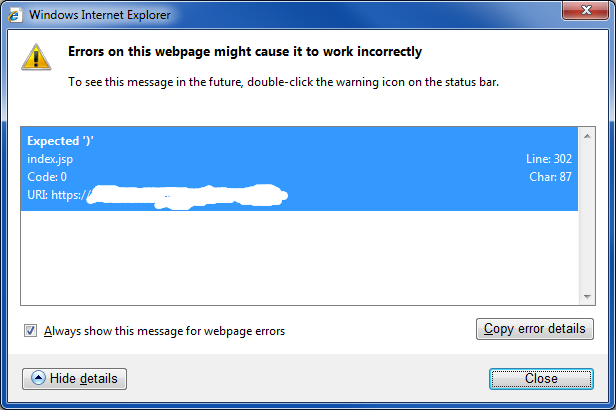 Windows Internet Explorer
Errors on this webpage might cause it to work incorrectly
To see this message in the future, double-click the warning icon on the status bar.
Expected ')'
index.jsp Line: 302
Code: 0 Char: 87
URI: https:/
Always show this message for webpage errors
Copy error details
Hide details
Close